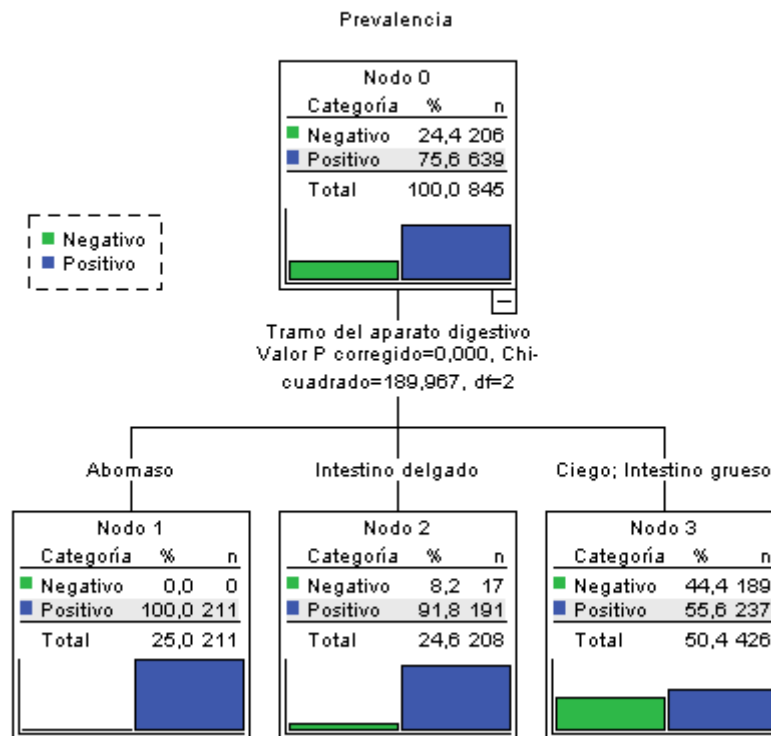 Prevalencia
Nodo 0
Categoría % n
Negativo 24,4 206
Positivo 75,6 639
Total 100,0 845
Negativo
Positivo
Tramo del aparato digestivo
Valor P corregido=0,000, Chi-
cuadrado=189,967, df=2
Abomaso
Intestino delgado
Ciego; Intestino grueso
Nodo 1
Categoría % n
Negativo 0,0 0
Positivo 100,0 211
Total 25,0 211
Nodo 2
Categoría % n
Negativo 8,2 17
Positivo 91,8 191
Total 24,6 208
Nodo 3
Categoría % n
Negativo 44,4 189
Positivo 55,6 237
Total 50,4 426